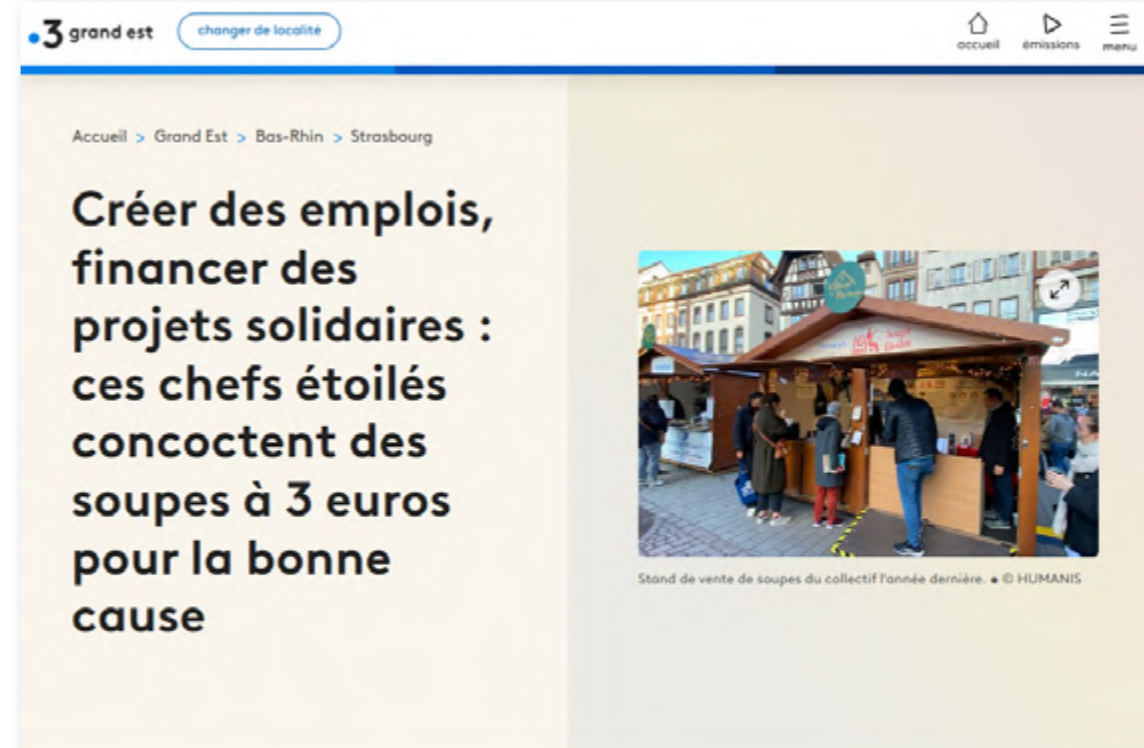 3 grand est
changer de localité
accueil
émissions
menu
Accueil > Grand Est > Bas-Rhin > Strasbourg
Créer des emplois,
financer des
projets solidaires :
ces chefs étoilés
concoctent des
soupes à 3 euros
pour la bonne
cause
Stand de vente de soupes du collectif l'année dernière. ● © HUMANIS